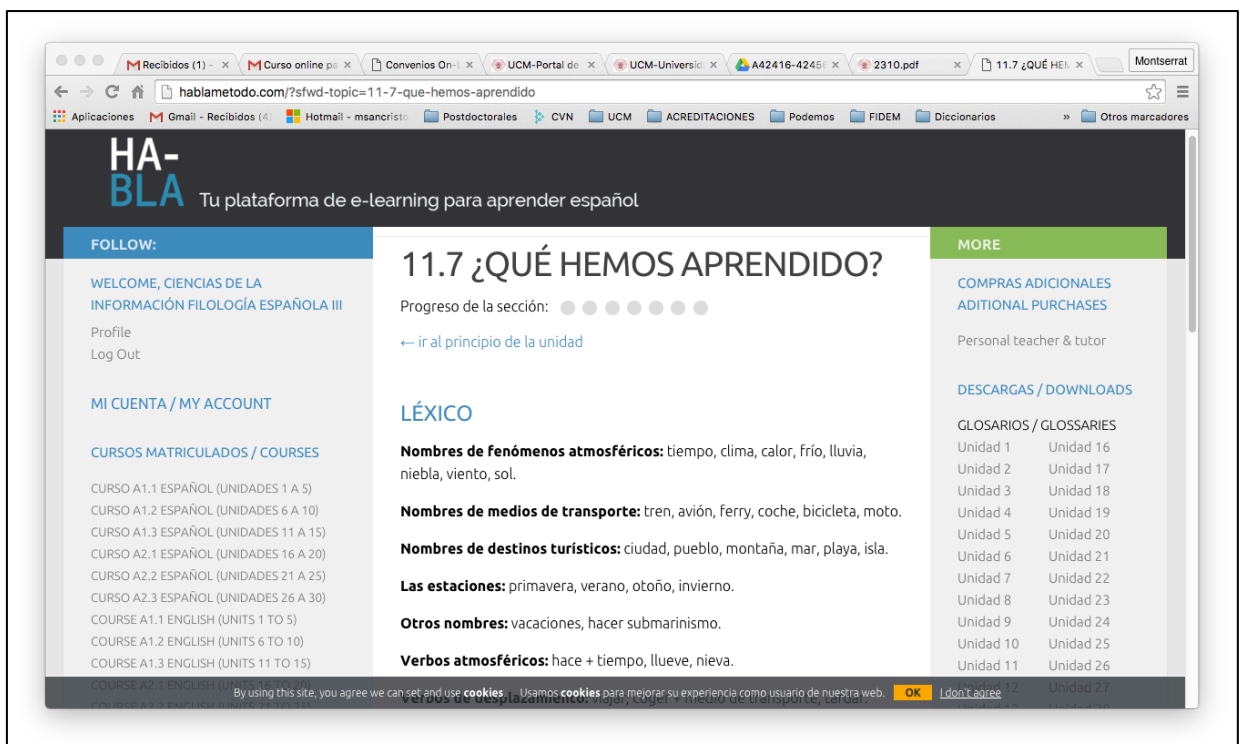 Recibidos (1) -
Curso online pa
Convenios On-L
UCM-Portal de
UCM-Universid
A42416-42456
2310.pdf
11.7 ¿QUÉ HEM
Montserrat
hablametodo.com/?sfwd-topic=11-7-que-hemos-aprendido
Aplicaciones Gmail - Recibidos (4) Hotmail - msancristo Postdoctorales CVN UCM ACREDITACIONES Podemos FIDEM Diccionarios » Otros marcadores
HA-
BLA Tu plataforma de e-learning para aprender español
FOLLOW:
WELCOME, CIENCIAS DE LA
INFORMACIÓN FILOLOGÍA ESPAÑOLA III
Profile
Log Out
MI CUENTA / MY ACCOUNT
CURSOS MATRICULADOS / COURSES
CURSO A1.1 ESPAÑOL (UNIDADES 1 A 5)
CURSO A1.2 ESPAÑOL (UNIDADES 6 A 10)
CURSO A1.3 ESPAÑOL (UNIDADES 11 A 15)
CURSO A2.1 ESPAÑOL (UNIDADES 16 A 20)
CURSO A2.2 ESPAÑOL (UNIDADES 21 A 25)
CURSO A2.3 ESPAÑOL (UNIDADES 26 A 30)
COURSE A1.1 ENGLISH (UNITS 1 TO 5)
COURSE A1.2 ENGLISH (UNITS 6 TO 10)
COURSE A1.3 ENGLISH (UNITS 11 TO 15)
COURSE A2.1 ENGLISH (UNITS 16 TO 20)
11.7 ¿QUÉ HEMOS APRENDIDO?
Progreso de la sección:
← ir al principio de la unidad
LÉXICO
Nombres de fenómenos atmosféricos: tiempo, clima, calor, frío, lluvia,
niebla, viento, sol.
Nombres de medios de transporte: tren, avión, ferry, coche, bicicleta, moto.
Nombres de destinos turísticos: ciudad, pueblo, montaña, mar, playa, isla.
Las estaciones: primavera, verano, otoño, invierno.
Otros nombres: vacaciones, hacer submarinismo.
Verbos atmosféricos: hace + tiempo, llueve, nieva.
Verbos de desplazamiento: viajar, coger + medio de transporte, tardar.
MORE
COMPRAS ADICIONALES
ADITIONAL PURCHASES
Personal teacher & tutor
DESCARGAS / DOWNLOADS
GLOSARIOS / GLOSSARIES
Unidad 1 Unidad 16
Unidad 2 Unidad 17
Unidad 3 Unidad 18
Unidad 4 Unidad 19
Unidad 5 Unidad 20
Unidad 6 Unidad 21
Unidad 7 Unidad 22
Unidad 8 Unidad 23
Unidad 9 Unidad 24
Unidad 10 Unidad 25
Unidad 11 Unidad 26
Unidad 12 Unidad 27
By using this site, you agree we can set and use cookies Usamos cookies para mejorar su experiencia como usuario de nuestra web. OK I don't agree